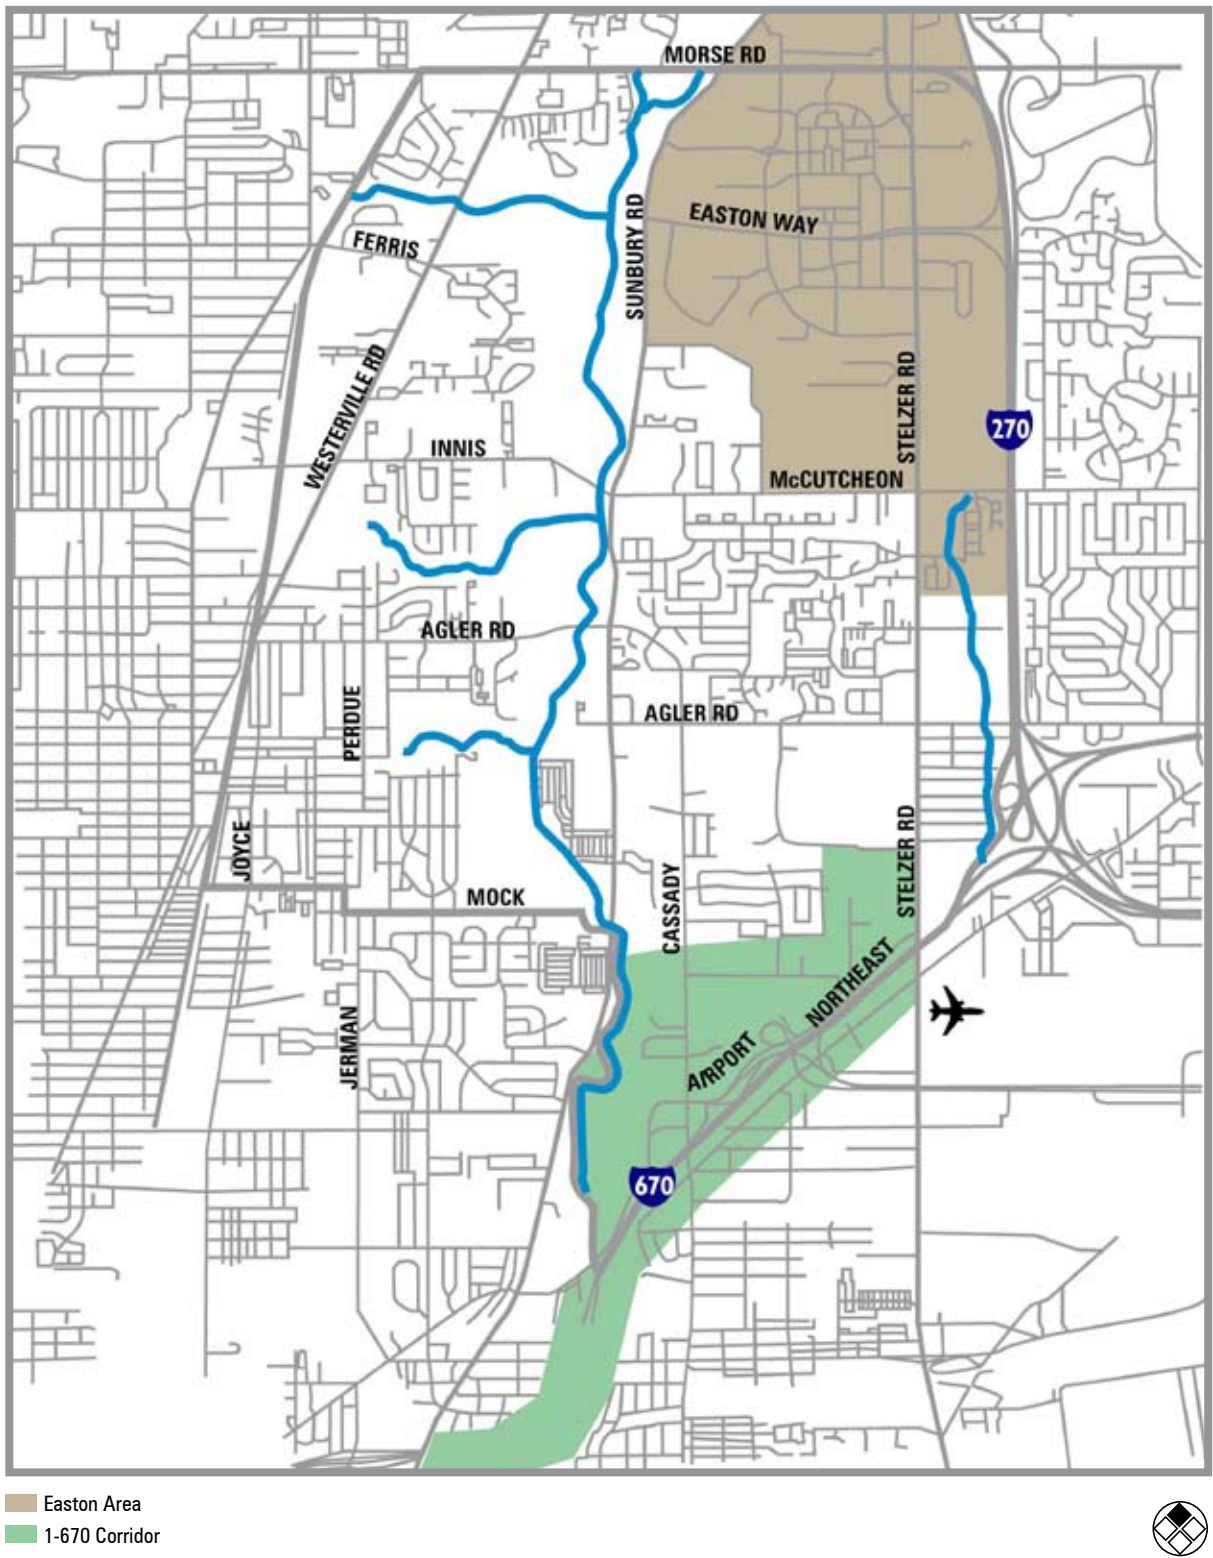 MORSE RD
SUNBURY RD
EASTON WAY
FERRIS
WESTERVILLE RD
STELZER RD
270
INNIS
McCUTCHEON
AGLER RD
PERDUE
AGLER RD
JOYCE
STELZER RD
MOCK
CASSADY
NORTHEAST
JERMAN
AIRPORT
670
Easton Area
1-670 Corridor